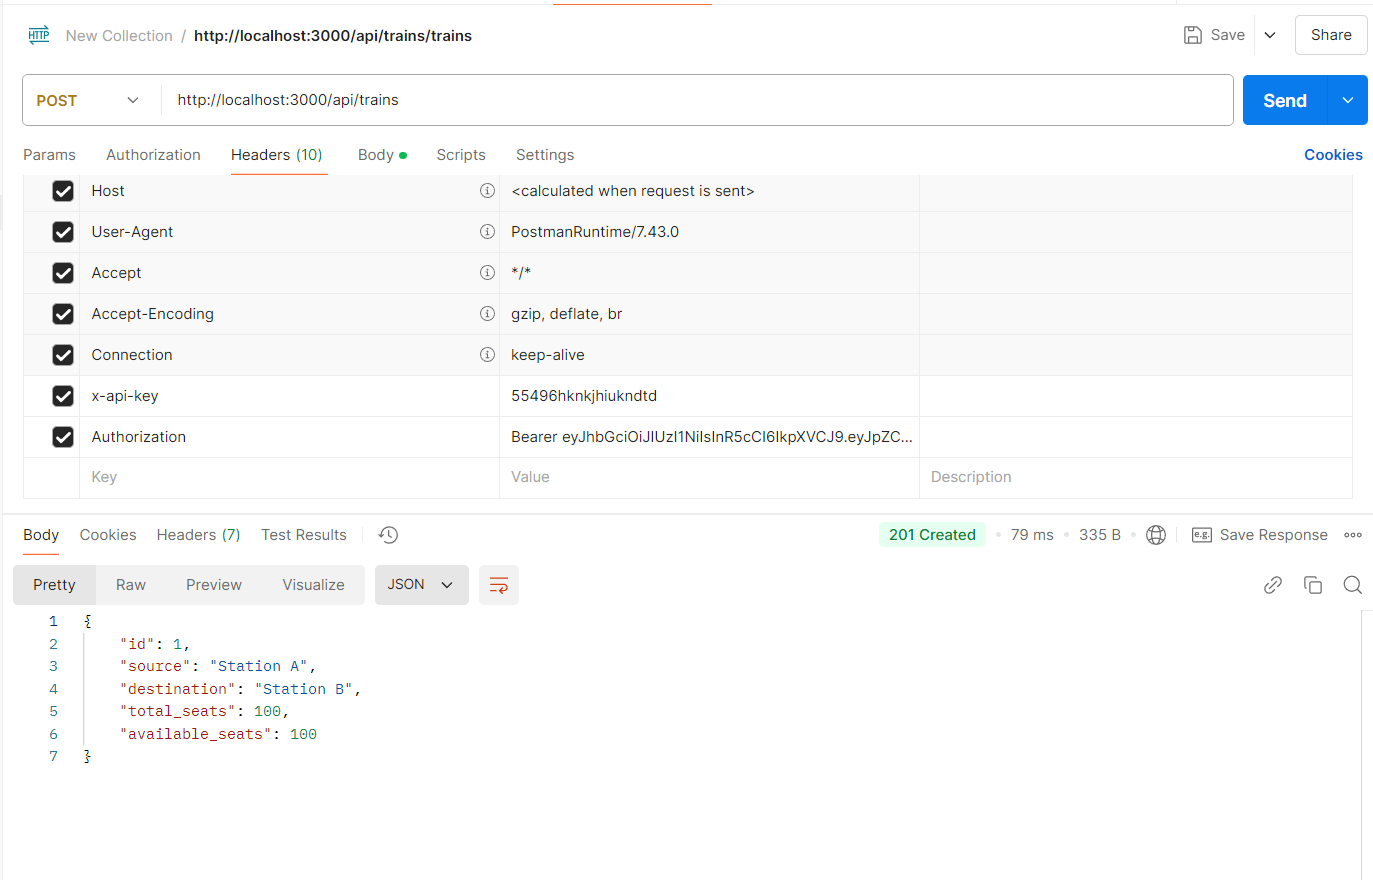 HTTP New Collection / http://localhost:3000/api/trains/trains Save Share
POST http://localhost:3000/api/trains Send
Params Authorization Headers (10) Body Scripts Settings Cookies
Host <calculated when request is sent>
User-Agent PostmanRuntime/7.43.0
Accept */*
Accept-Encoding gzip, deflate, br
Connection keep-alive
x-api-key 55496hknkjhiukndtd
Authorization Bearer eyJhbGciOiJIUzI1NiIsInR5cCI6IkpXVCJ9.eyJpZC...
Key Value Description
Body Cookies Headers (7) Test Results 201 Created 79 ms 335 B e.g. Save Response
Pretty Raw Preview Visualize JSON
1 {
2 "id": 1,
3 "source": "Station A",
4 "destination": "Station B",
5 "total_seats": 100,
6 "available_seats": 100
7 }